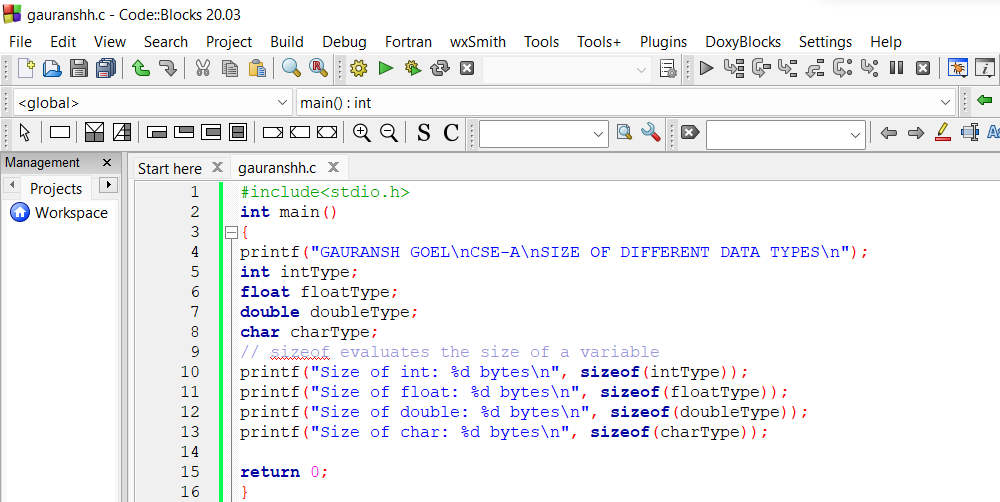 gauranshh.c - Code::Blocks 20.03
File Edit View Search Project Build Debug Fortran wxSmith Tools Tools+ Plugins DoxyBlocks Settings Help
<global> main() : int
S C
Management
Start here gauranshh.c
Projects
Workspace
1 #include<stdio.h>
2 int main()
3 {
4 printf("GAURANSH GOEL\nCSE-A\nSIZE OF DIFFERENT DATA TYPES\n");
5 int intType;
6 float floatType;
7 double doubleType;
8 char charType;
9 // sizeof evaluates the size of a variable
10 printf("Size of int: %d bytes\n", sizeof(intType));
11 printf("Size of float: %d bytes\n", sizeof(floatType));
12 printf("Size of double: %d bytes\n", sizeof(doubleType));
13 printf("Size of char: %d bytes\n", sizeof(charType));
14
15 return 0;
16 }